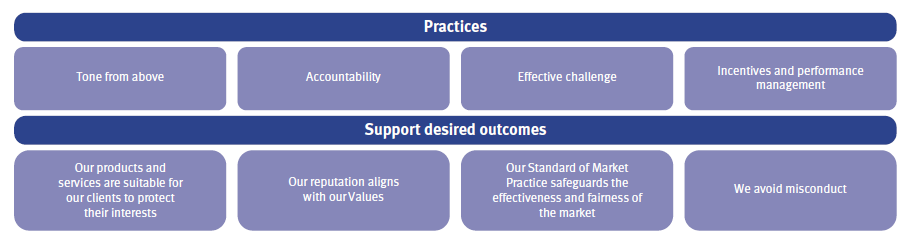 Practices
Tone from above
Accountability
Effective challenge
Incentives and performance
management
Support desired outcomes
Our products and
services are suitable for
our clients to protect
their interests
Our reputation aligns
with our Values
Our Standard of Market
Practice safeguards the
effectiveness and fairness of
the market
We avoid misconduct